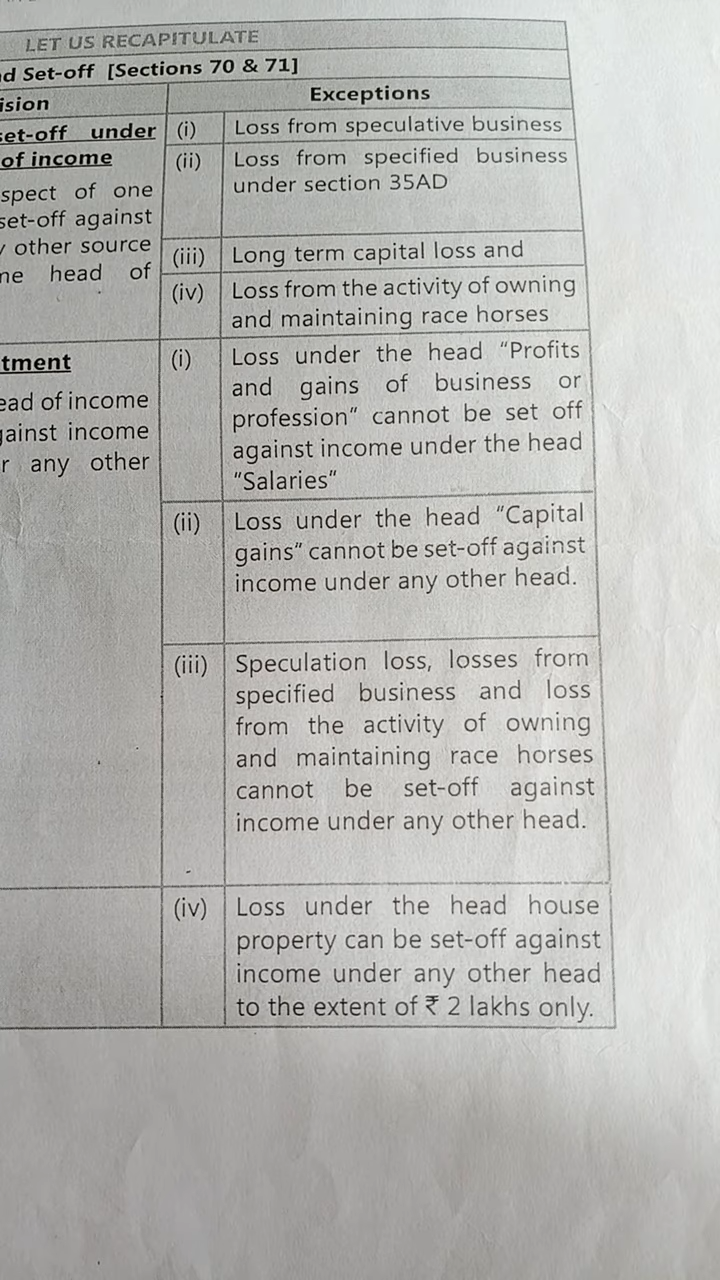 LET US RECAPITULATE
Set-off [Sections 70 & 71]
Exceptions
set-off under
of income
of one
set-off against
other source
head of
(i) Loss from speculative business
(ii) Loss from specified business
under section 35AD
(iii) Long term capital loss and
(iv) Loss from the activity of owning
and maintaining race horses
of income
income
any other
(i) Loss under the head "Profits
and gains of business or
profession" cannot be set off
against income under the head
"Salaries"
(ii) Loss under the head "Capital
gains" cannot be set-off against
income under any other head.
(iii) Speculation loss, losses from
specified business and loss
from the activity of owning
and maintaining race horses
cannot be set-off against
income under any other head.
(iv) Loss under the head house
property can be set-off against
income under any other head
to the extent of ₹ 2 lakhs only.